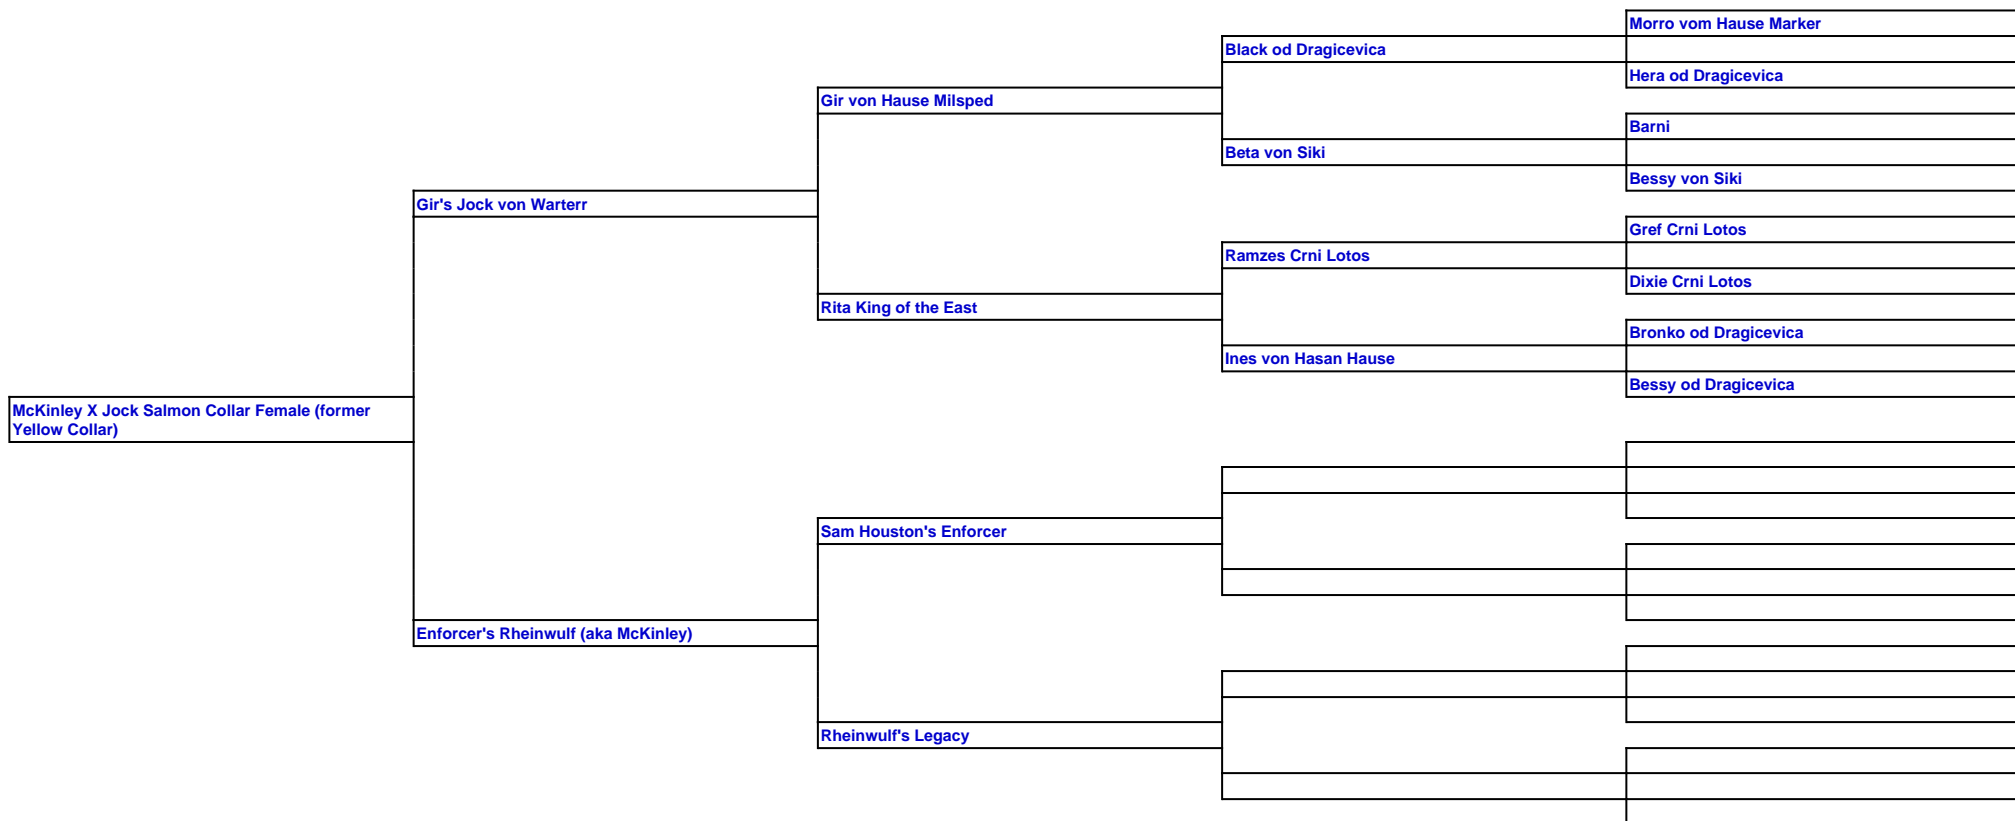 Morro vom Hause Marker
Black od Dragicevica
Hera od Dragicevica
Gir von Hause Milsped
Barni
Beta von Siki
Bessy von Siki
Gir's Jock von Warterr
Gref Crni Lotos
Ramzes Crni Lotos
Dixie Crni Lotos
Rita King of the East
Bronko od Dragicevica
Ines von Hasan Hause
Bessy od Dragicevica
McKinley X Jock Salmon Collar Female (former
Yellow Collar)
Sam Houston's Enforcer
Enforcer's Rheinwulf (aka McKinley)
Rheinwulf's Legacy